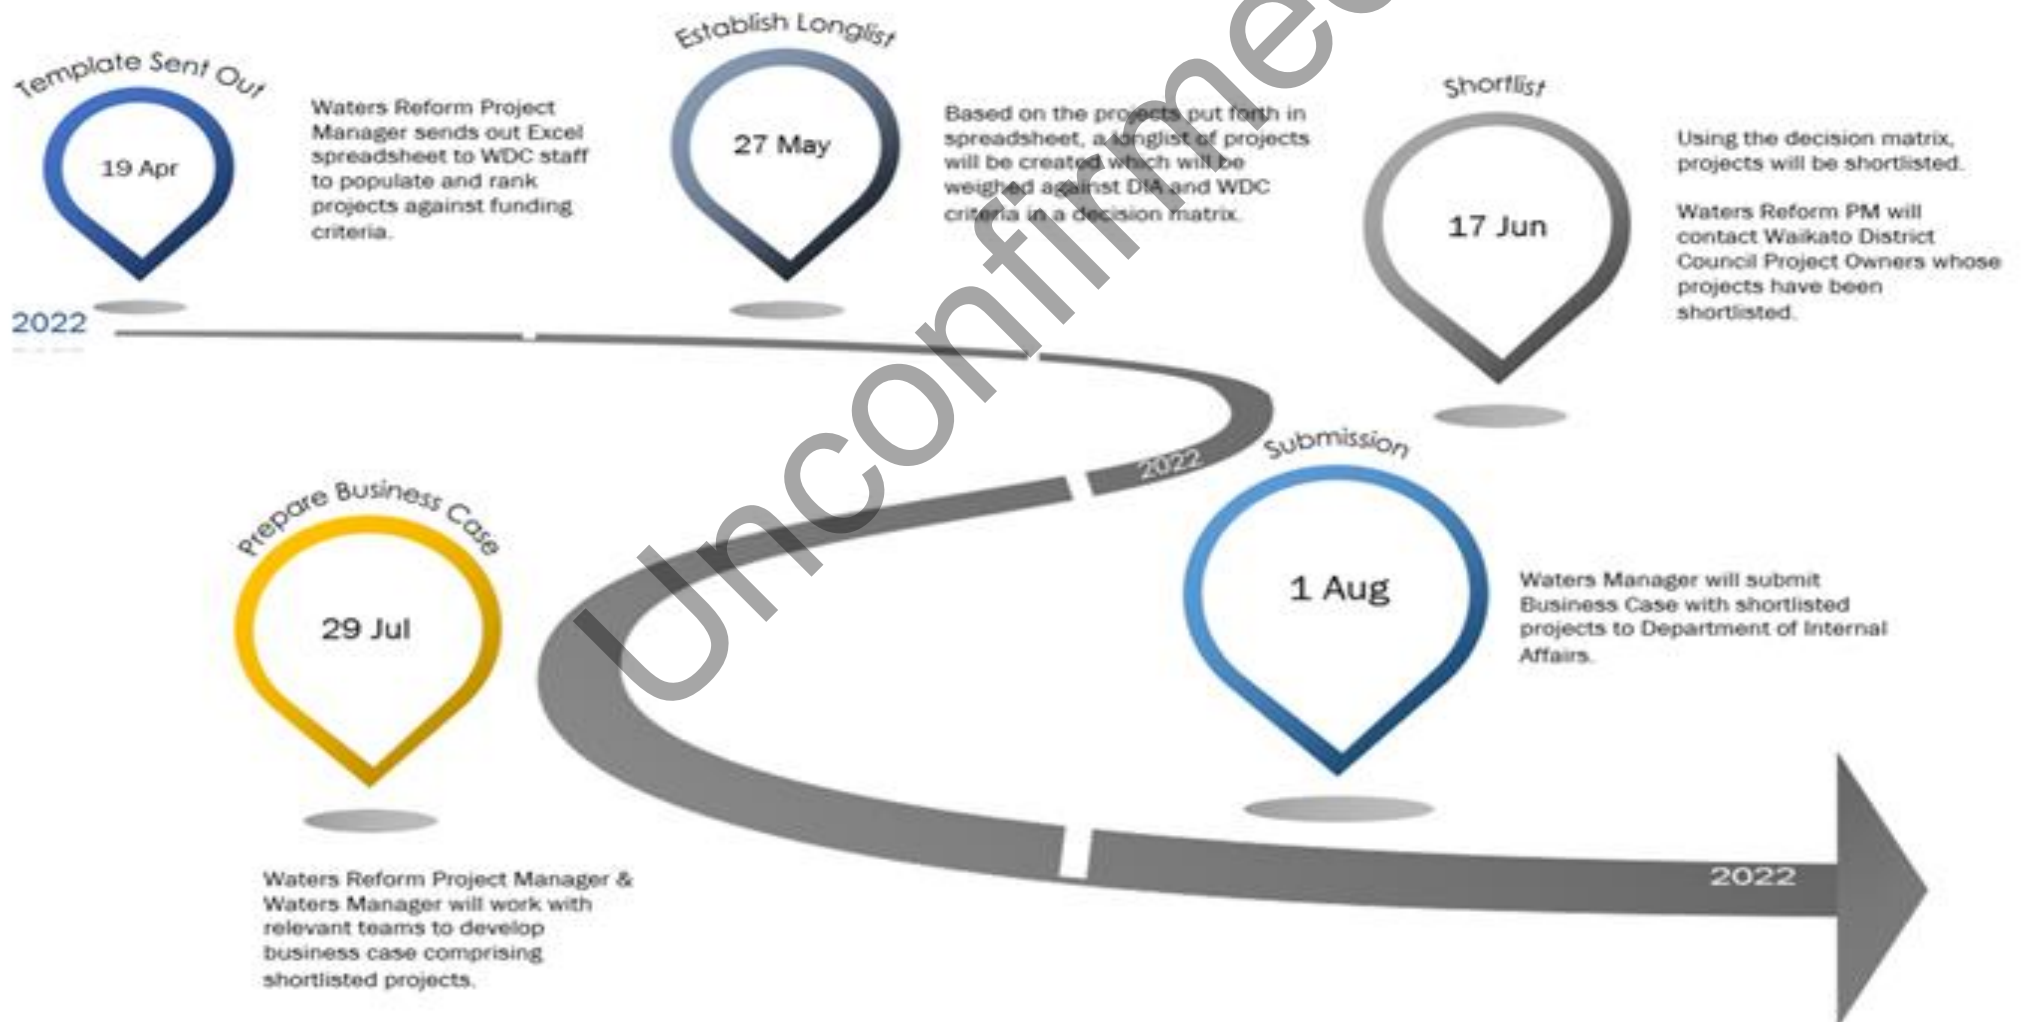 Template Sent Out
19 Apr
Waters Reform Project
Manager sends out Excel
spreadsheet to WDC staff
to populate and rank
projects against funding
criteria.
Establish Longlist
27 May
Based on the projects put forth in
spreadsheet, a longlist of projects
will be created which will be
weighed against DIA and WDC
criteria in a decision matrix.
Shortlist
17 Jun
Using the decision matrix,
projects will be shortlisted.
Waters Reform PM will
contact Waikato District
Council Project Owners whose
projects have been
shortlisted.
2022
2022
Prepare Business Case
29 Jul
Waters Reform Project Manager &
Waters Manager will work with
relevant teams to develop
business case comprising
shortlisted projects.
Submission
1 Aug
Waters Manager will submit
Business Case with shortlisted
projects to Department of Internal
Affairs.
2022
Unconfirmed